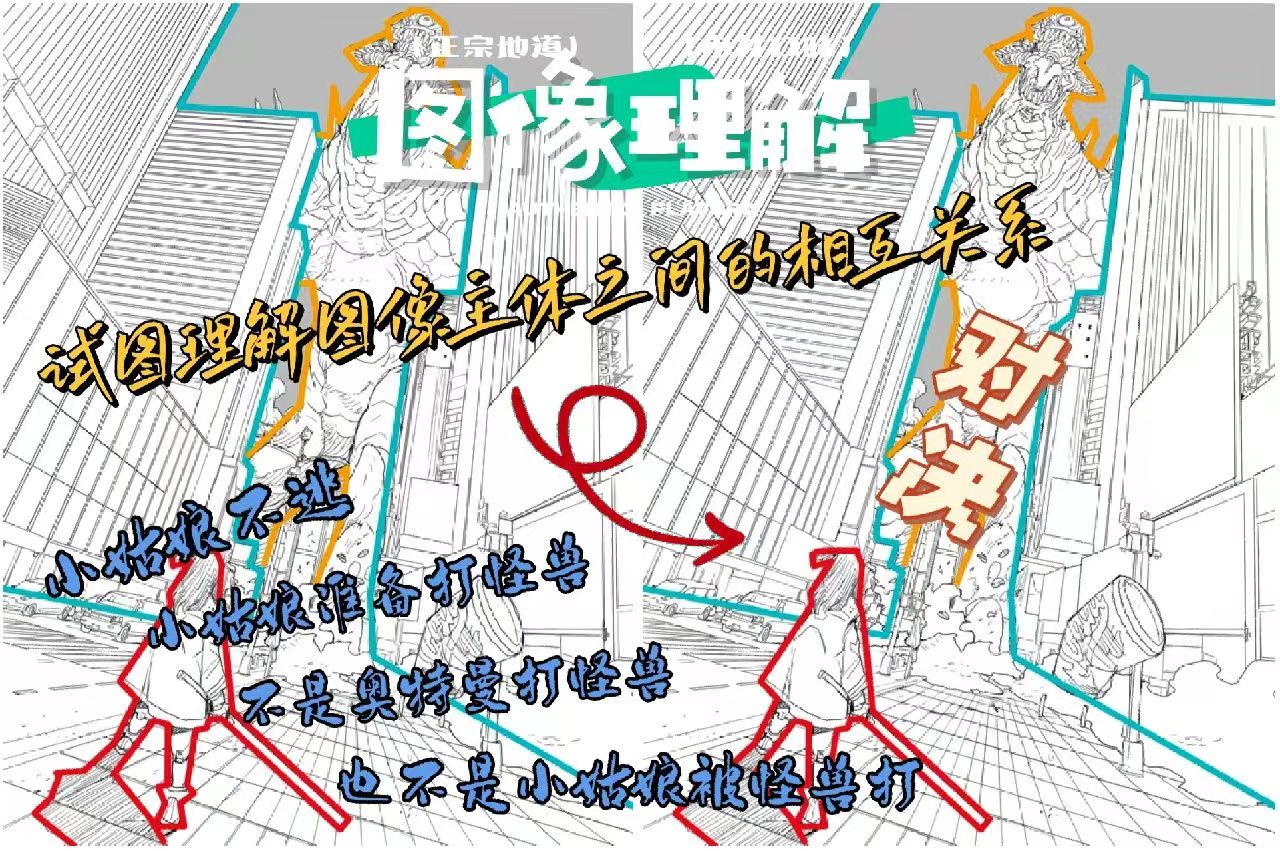 （正宗地道）
图像理解
试图理解图像主体之间的相互关系
对决
小姑娘不逃
小姑娘准备打怪兽
不是奥特曼打怪兽
也不是小姑娘被怪兽打